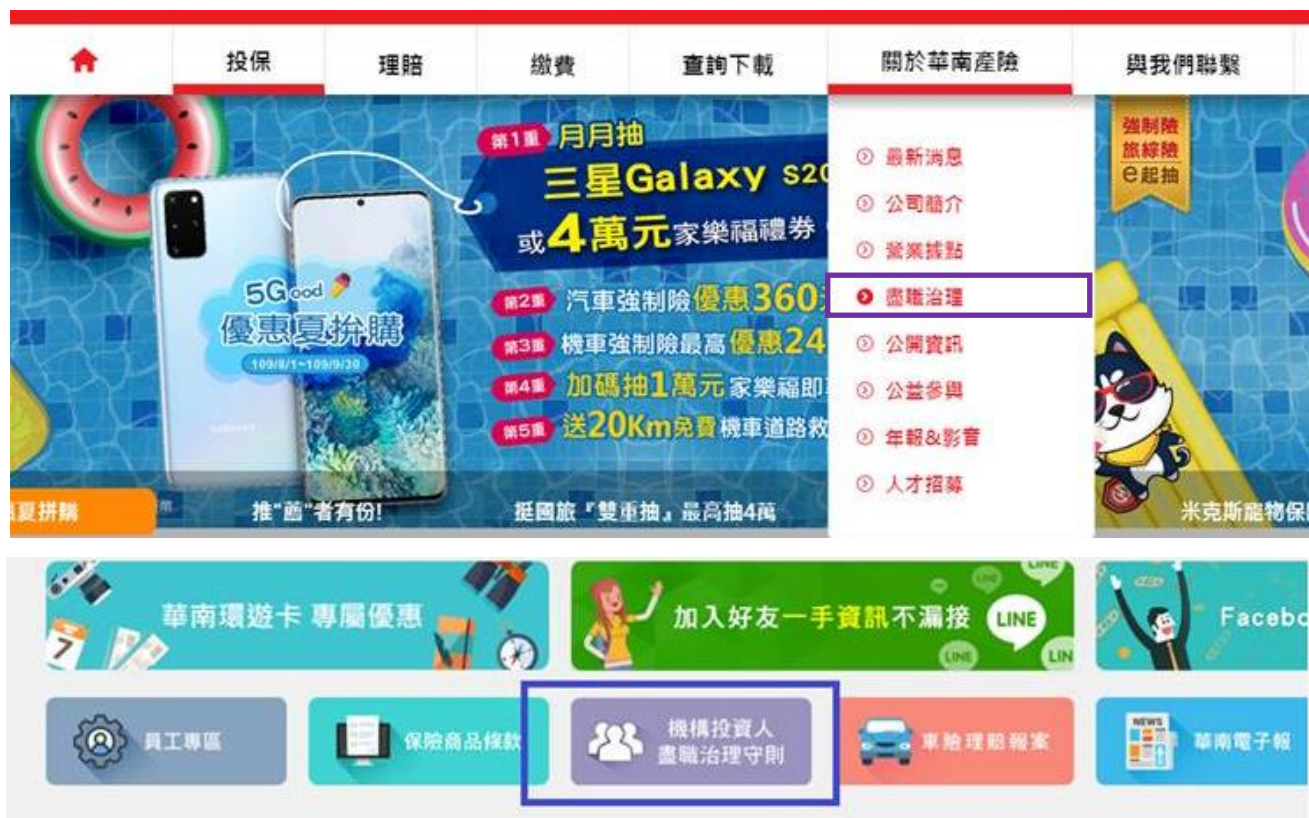 投保
理賠
繳費
查詢下載
關於華南產險
與我們聯繫
第1重 月月抽
三星Galaxy S20
或4萬元家樂福禮券
第2重 汽車強制險優惠360
第3重 機車強制險最高優惠24
第4重 加碼抽1萬元家樂福即
第5重 送20Km免費機車道路救
5Good
優惠夏拚購
109/8/1~109/9/30
最新消息
公司簡介
營業據點
盡職治理
公開資訊
公益參與
年報&影音
人才招募
強制險
旅綜險
e起抽
夏拼購
推"薦"者有份!
挺國旅『雙重抽』最高抽4萬
米克斯寵物保
7
華南環遊卡 專屬優惠
加入好友一手資訊不漏接
LINE
LINE
LINE
LIN
Facebo
員工專區
保險商品條款
機構投資人
盡職治理守則
車險理賠報案
NEWS
華南電子報